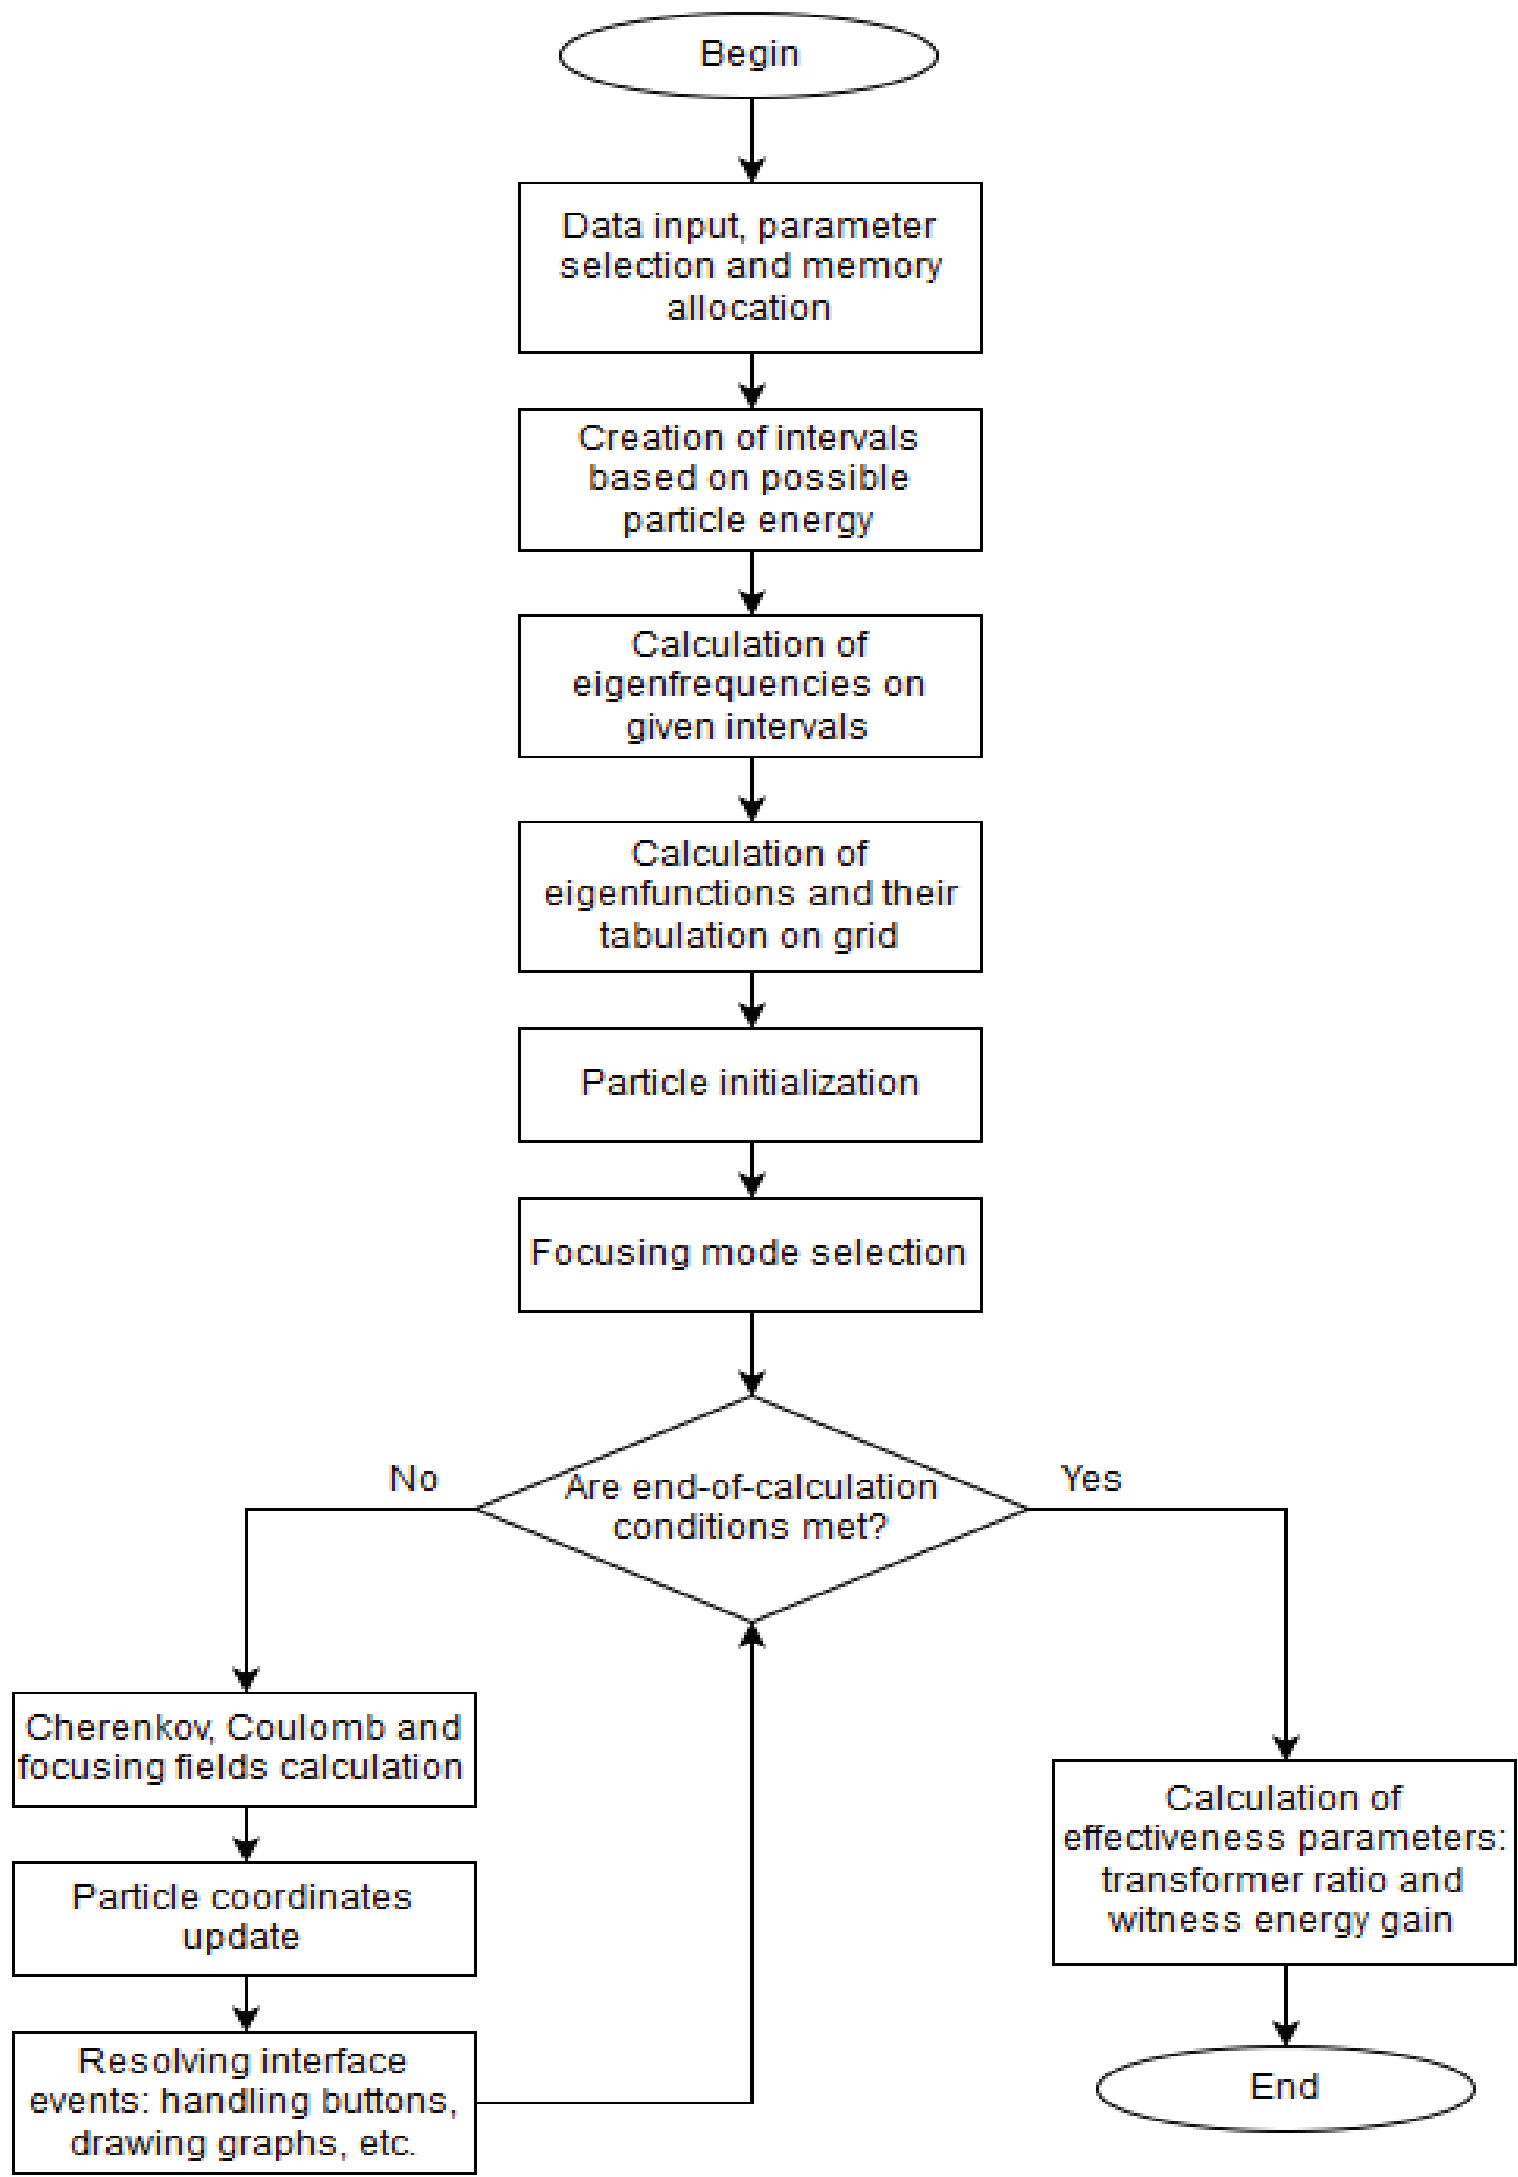 Begin
Data input, parameter
selection and memory
allocation
Creation of intervals
based on possible
particle energy
Calculation of
eigenfrequencies on
given intervals
Calculation of
eigenfunctions and their
tabulation on grid
Particle initialization
Focusing mode selection
Are end-of-calculation
conditions met?
No
Yes
Cherenkov, Coulomb and
focusing fields calculation
Particle coordinates
update
Resolving interface
events: handling buttons,
drawing graphs, etc.
Calculation of
effectiveness parameters:
transformer ratio and
witness energy gain
End